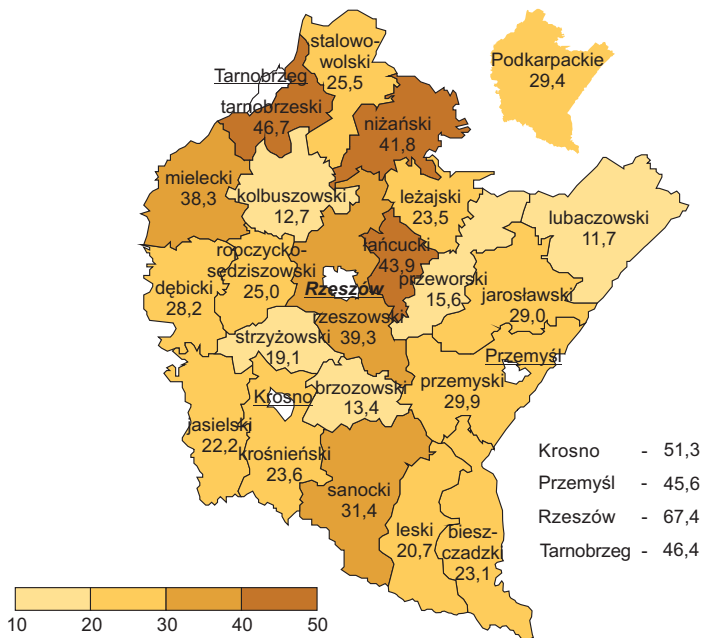 stalowo-
wolski
25,5
Podkarpackie
29,4
Tarnobrzeg
tarnobrzeski
46,7
niżański
41,8
mielecki
38,3
kolbuszowski
12,7
leżajski
23,5
lubaczowski
11,7
ropczycko-
sędziszowski
25,0
łańcucki
43,9
przeworski
15,6
jarosławski
29,0
dębicki
28,2
Rzeszów
rzeszowski
39,3
strzyżowski
19,1
Przemyśl
przemyski
29,9
Krosno
brzozowski
13,4
jasielski
22,2
krośnieński
23,6
sanocki
31,4
leski
20,7
biesz-
czadzki
23,1
Krosno - 51,3
Przemyśl - 45,6
Rzeszów - 67,4
Tarnobrzeg - 46,4
10 20 30 40 50